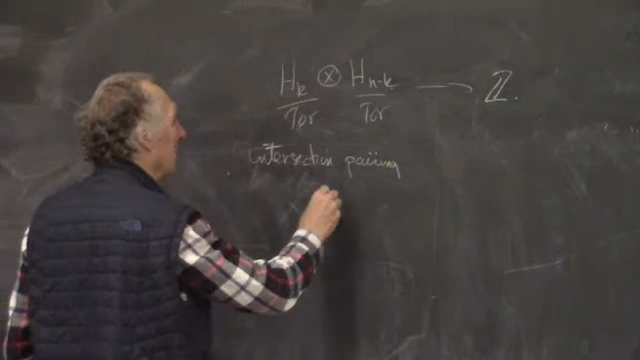 H_k ⊗ H_{n-k} → ℤ.
Tor Tor
intersection pairing